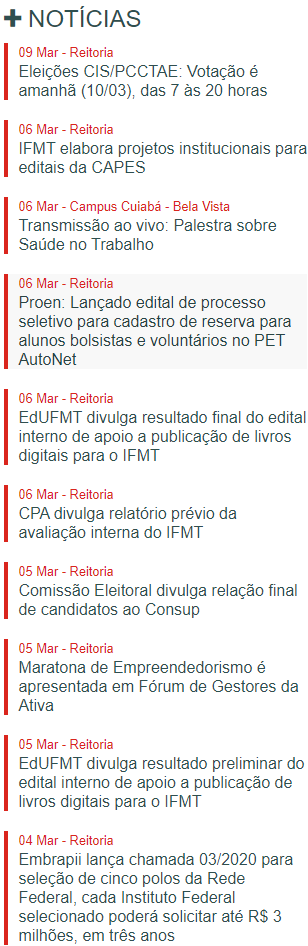 + NOTÍCIAS
09 Mar - Reitoria
Eleições CIS/PCCTAE: Votação é
amanhã (10/03), das 7 às 20 horas
06 Mar - Reitoria
IFMT elabora projetos institucionais para
editais da CAPES
06 Mar - Campus Cuiabá - Bela Vista
Transmissão ao vivo: Palestra sobre
Saúde no Trabalho
06 Mar - Reitoria
Proen: Lançado edital de processo
seletivo para cadastro de reserva para
alunos bolsistas e voluntários no PET
AutoNet
06 Mar - Reitoria
EdUFMT divulga resultado final do edital
interno de apoio a publicação de livros
digitais para o IFMT
06 Mar - Reitoria
CPA divulga relatório prévio da
avaliação interna do IFMT
05 Mar - Reitoria
Comissão Eleitoral divulga relação final
de candidatos ao Consup
05 Mar - Reitoria
Maratona de Empreendedorismo é
apresentada em Fórum de Gestores da
Ativa
05 Mar - Reitoria
EdUFMT divulga resultado preliminar do
edital interno de apoio a publicação de
livros digitais para o IFMT
04 Mar - Reitoria
Embrapii lança chamada 03/2020 para
seleção de cinco polos da Rede
Federal, cada Instituto Federal
selecionado poderá solicitar até R$ 3
milhões, em três anos